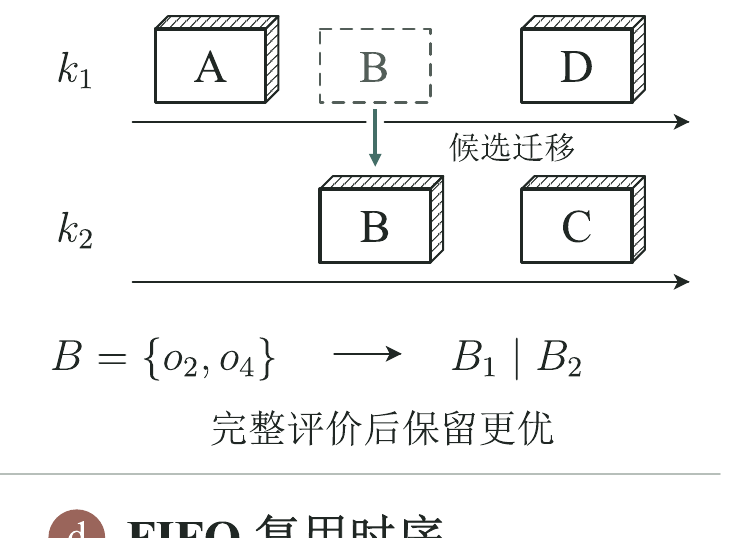 k₁ A B D
候选迁移
k₂ B C
B = {o₂, o₄} ⟶ B₁ | B₂
完整评价后保留更优
d FIFO 复用时序